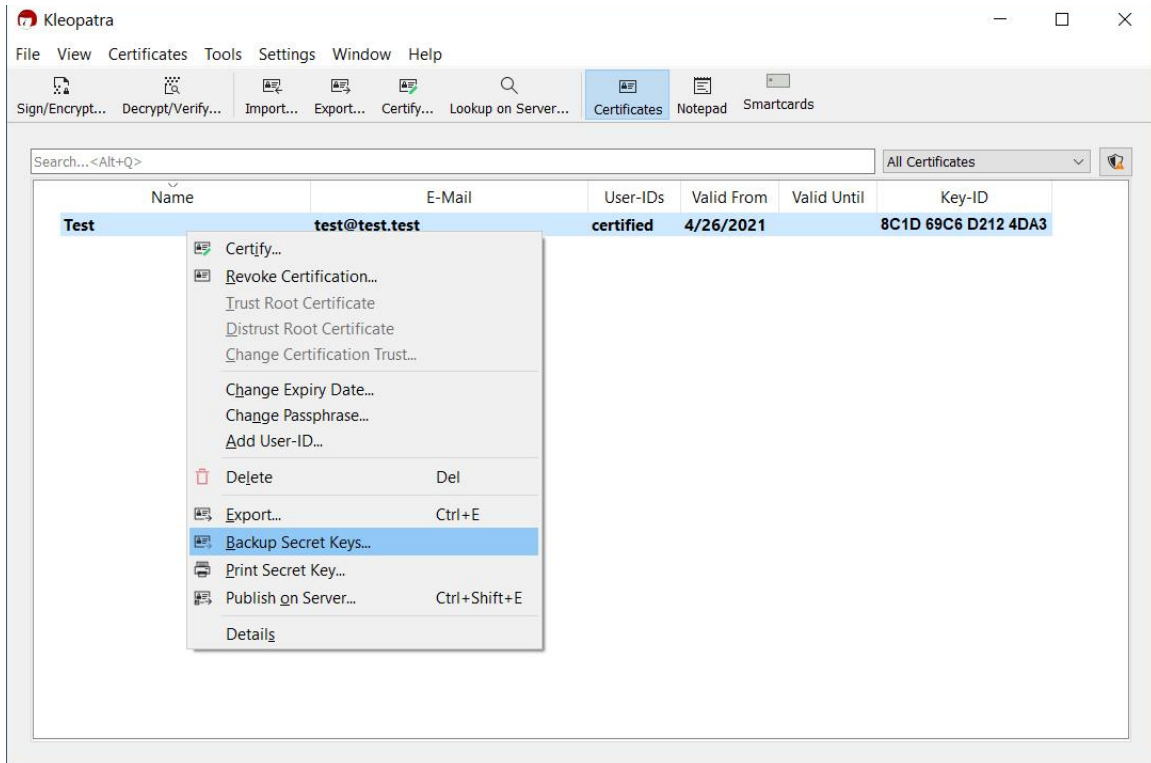 Kleopatra
File View Certificates Tools Settings Window Help
Sign/Encrypt... Decrypt/Verify... Import... Export... Certify... Lookup on Server... Certificates Notepad Smartcards
Search...<Alt+Q> All Certificates
Name E-Mail User-IDs Valid From Valid Until Key-ID
Test test@test.test certified 4/26/2021 8C1D 69C6 D212 4DA3
Certify...
Revoke Certification...
Trust Root Certificate
Distrust Root Certificate
Change Certification Trust...
Change Expiry Date...
Change Passphrase...
Add User-ID...
Delete Del
Export... Ctrl+E
Backup Secret Keys...
Print Secret Key...
Publish on Server... Ctrl+Shift+E
Details